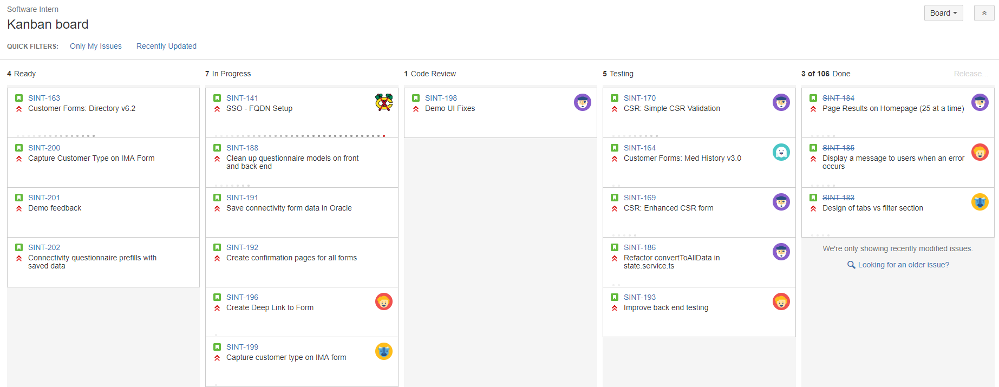 Software Intern
Kanban board
Board
QUICK FILTERS: Only My Issues Recently Updated
4 Ready
7 In Progress
1 Code Review
5 Testing
3 of 106 Done
Release...
SINT-163
Customer Forms: Directory v6.2
SINT-200
Capture Customer Type on IMA Form
SINT-201
Demo feedback
SINT-202
Connectivity questionnaire prefills with
saved data
SINT-141
SSO - FQDN Setup
SINT-188
Clean up questionnaire models on front
and back end
SINT-191
Save connectivity form data in Oracle
SINT-192
Create confirmation pages for all forms
SINT-196
Create Deep Link to Form
SINT-199
Capture customer type on IMA form
SINT-198
Demo UI Fixes
SINT-170
CSR: Simple CSR Validation
SINT-164
Customer Forms: Med History v3.0
SINT-169
CSR: Enhanced CSR form
SINT-186
Refactor convertToAllData in
state.service.ts
SINT-193
Improve back end testing
SINT-184
Page Results on Homepage (25 at a time)
SINT-185
Display a message to users when an error
occurs
SINT-183
Design of tabs vs filter section
We're only showing recently modified issues.
Looking for an older issue?